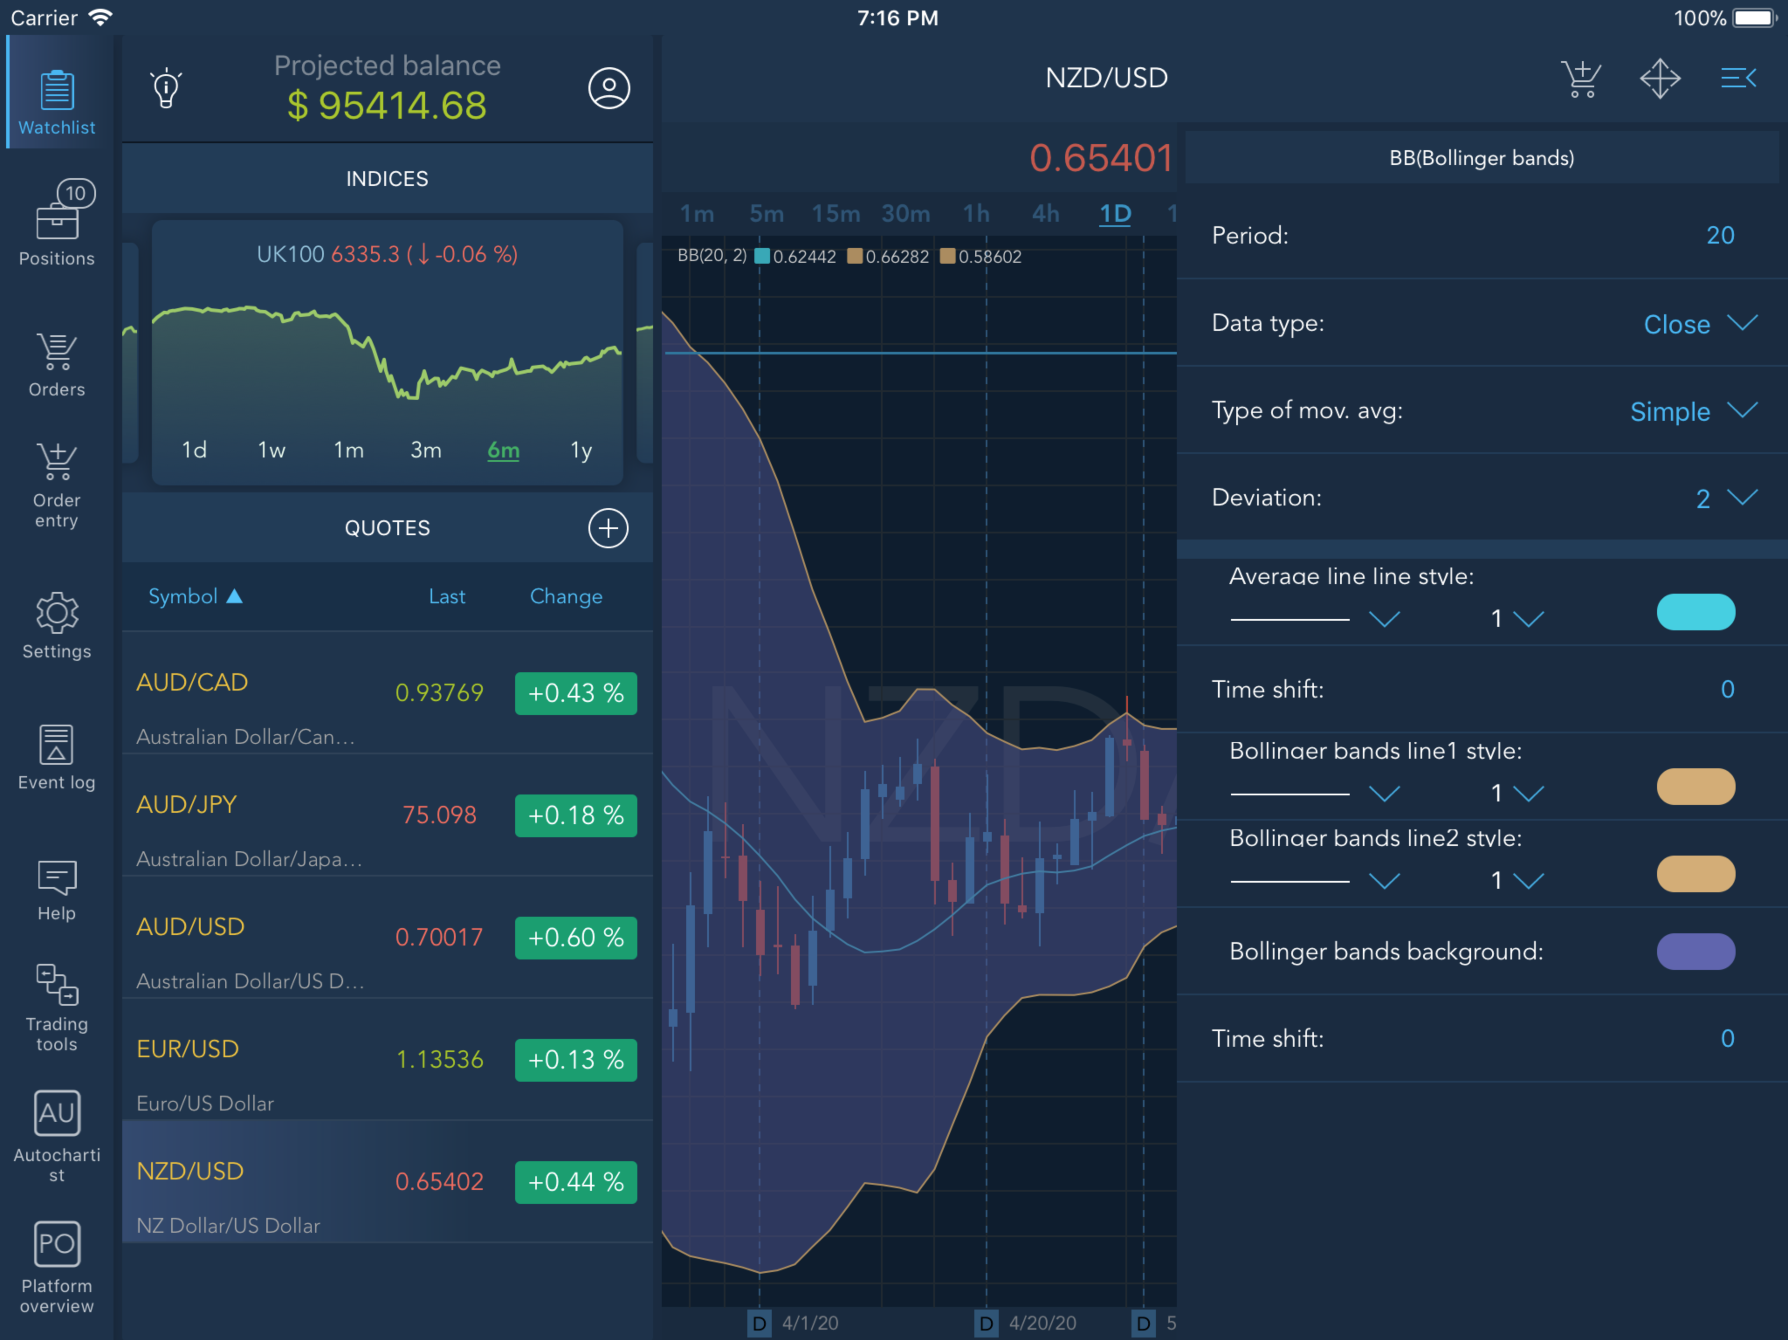 Carrier
7:16 PM
100%
Watchlist
10
Positions
Orders
Order
entry
Settings
Event log
Help
Trading
tools
AU
Autocharti
st
PO
Platform
overview
Projected balance
$ 95414.68
INDICES
UK100 6335.3 (↓ -0.06 %)
1d 1w 1m 3m 6m 1y
QUOTES
Symbol ▲ Last Change
AUD/CAD 0.93769 +0.43 %
Australian Dollar/Can...
AUD/JPY 75.098 +0.18 %
Australian Dollar/Japa...
AUD/USD 0.70017 +0.60 %
Australian Dollar/US D...
EUR/USD 1.13536 +0.13 %
Euro/US Dollar
NZD/USD 0.65402 +0.44 %
NZ Dollar/US Dollar
NZD/USD
0.65401
1m 5m 15m 30m 1h 4h 1D 1
BB(20, 2) 0.62442 0.66282 0.58602
NZD/
D 4/1/20 D 4/20/20 D 5
BB(Bollinger bands)
Period: 20
Data type: Close
Type of mov. avg: Simple
Deviation: 2
Average line line style:
1
Time shift: 0
Bollinger bands line1 style:
1
Bollinger bands line2 style:
1
Bollinger bands background:
Time shift: 0